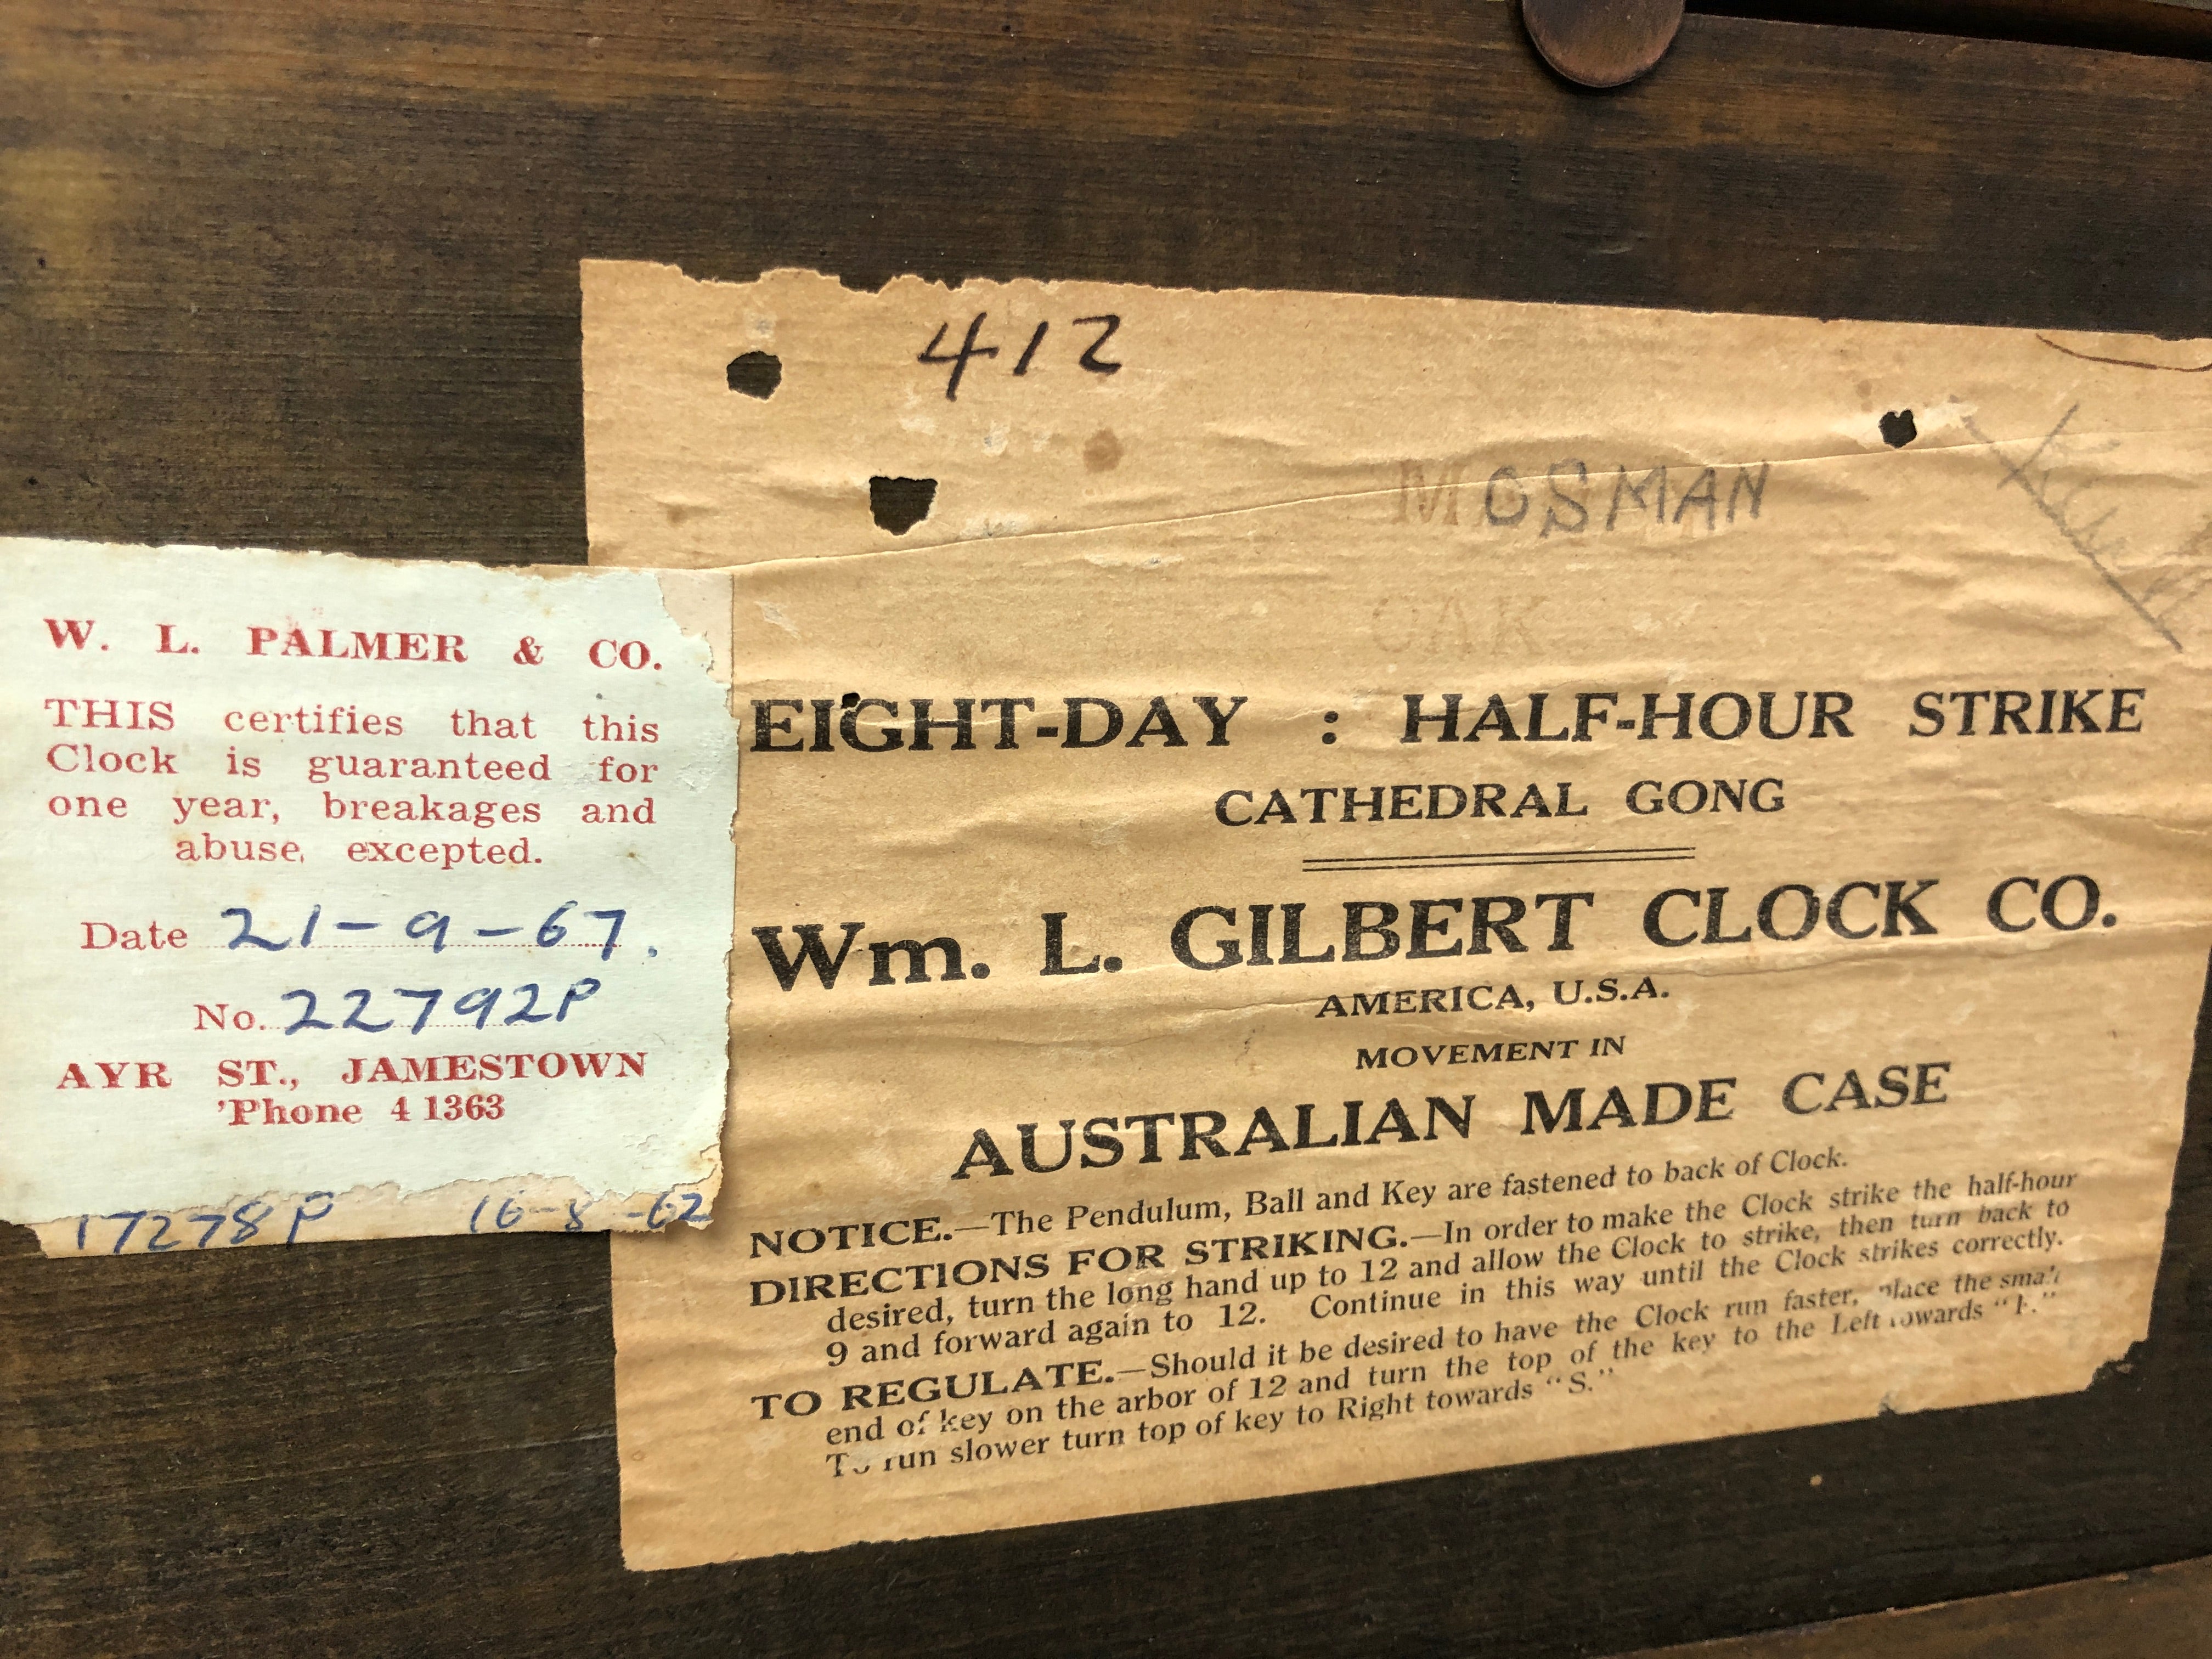 412
MOSMAN
OAK
EIGHT-DAY : HALF-HOUR STRIKE
CATHEDRAL GONG
Wm. L. GILBERT CLOCK CO.
AMERICA, U.S.A.
MOVEMENT IN
AUSTRALIAN MADE CASE
NOTICE.—The Pendulum, Ball and Key are fastened to back of Clock.
DIRECTIONS FOR STRIKING.—In order to make the Clock strike the half-hour
desired, turn the long hand up to 12 and allow the Clock to strike, then turn back to
9 and forward again to 12. Continue in this way until the Clock strikes correctly.
TO REGULATE.—Should it be desired to have the Clock run faster, place the small
end of key on the arbor of 12 and turn the top of the key to the Left towards "F."
To run slower turn top of key to Right towards "S."
W. L. PALMER & CO.
THIS certifies that this
Clock is guaranteed for
one year, breakages and
abuse, excepted.
Date 21-9-67.
No. 22792P
AYR ST., JAMESTOWN
'Phone 4 1363
17278P 16-8-62